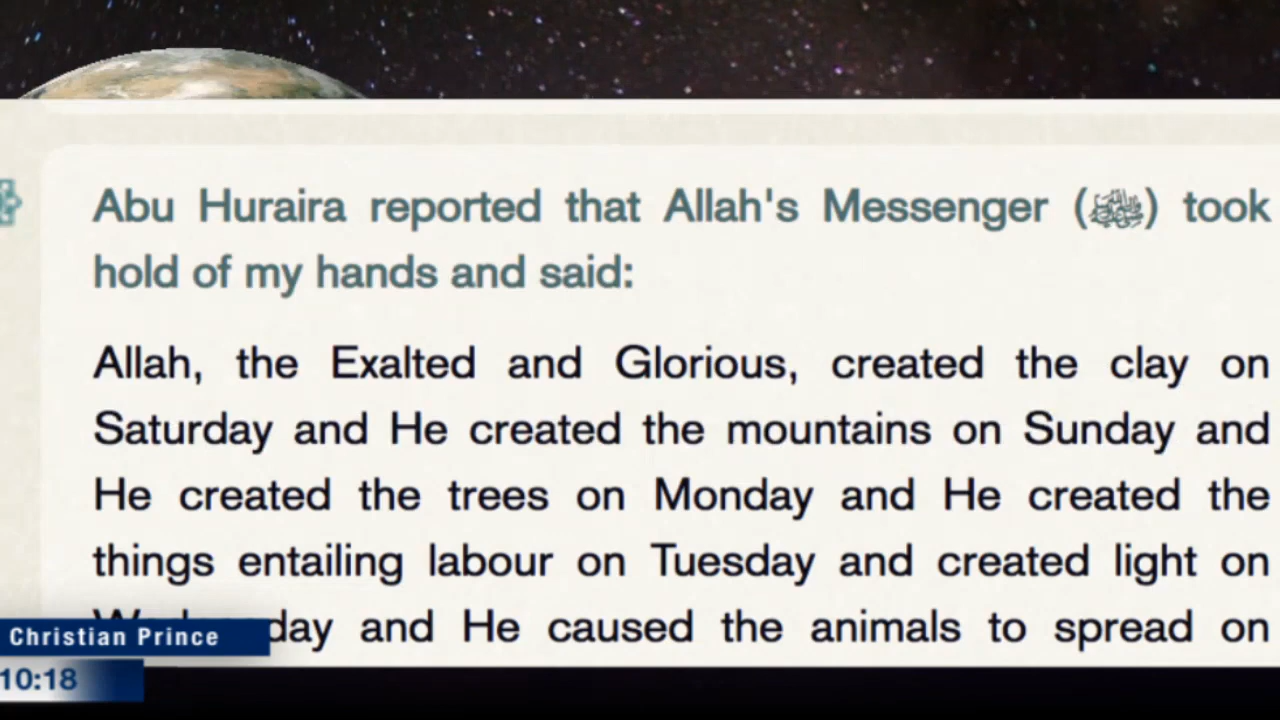 Abu Huraira reported that Allah's Messenger (ﷺ) took
hold of my hands and said:
Allah, the Exalted and Glorious, created the clay on
Saturday and He created the mountains on Sunday and
He created the trees on Monday and He created the
things entailing labour on Tuesday and created light on
day and He caused the animals to spread on
Christian Prince
10:18